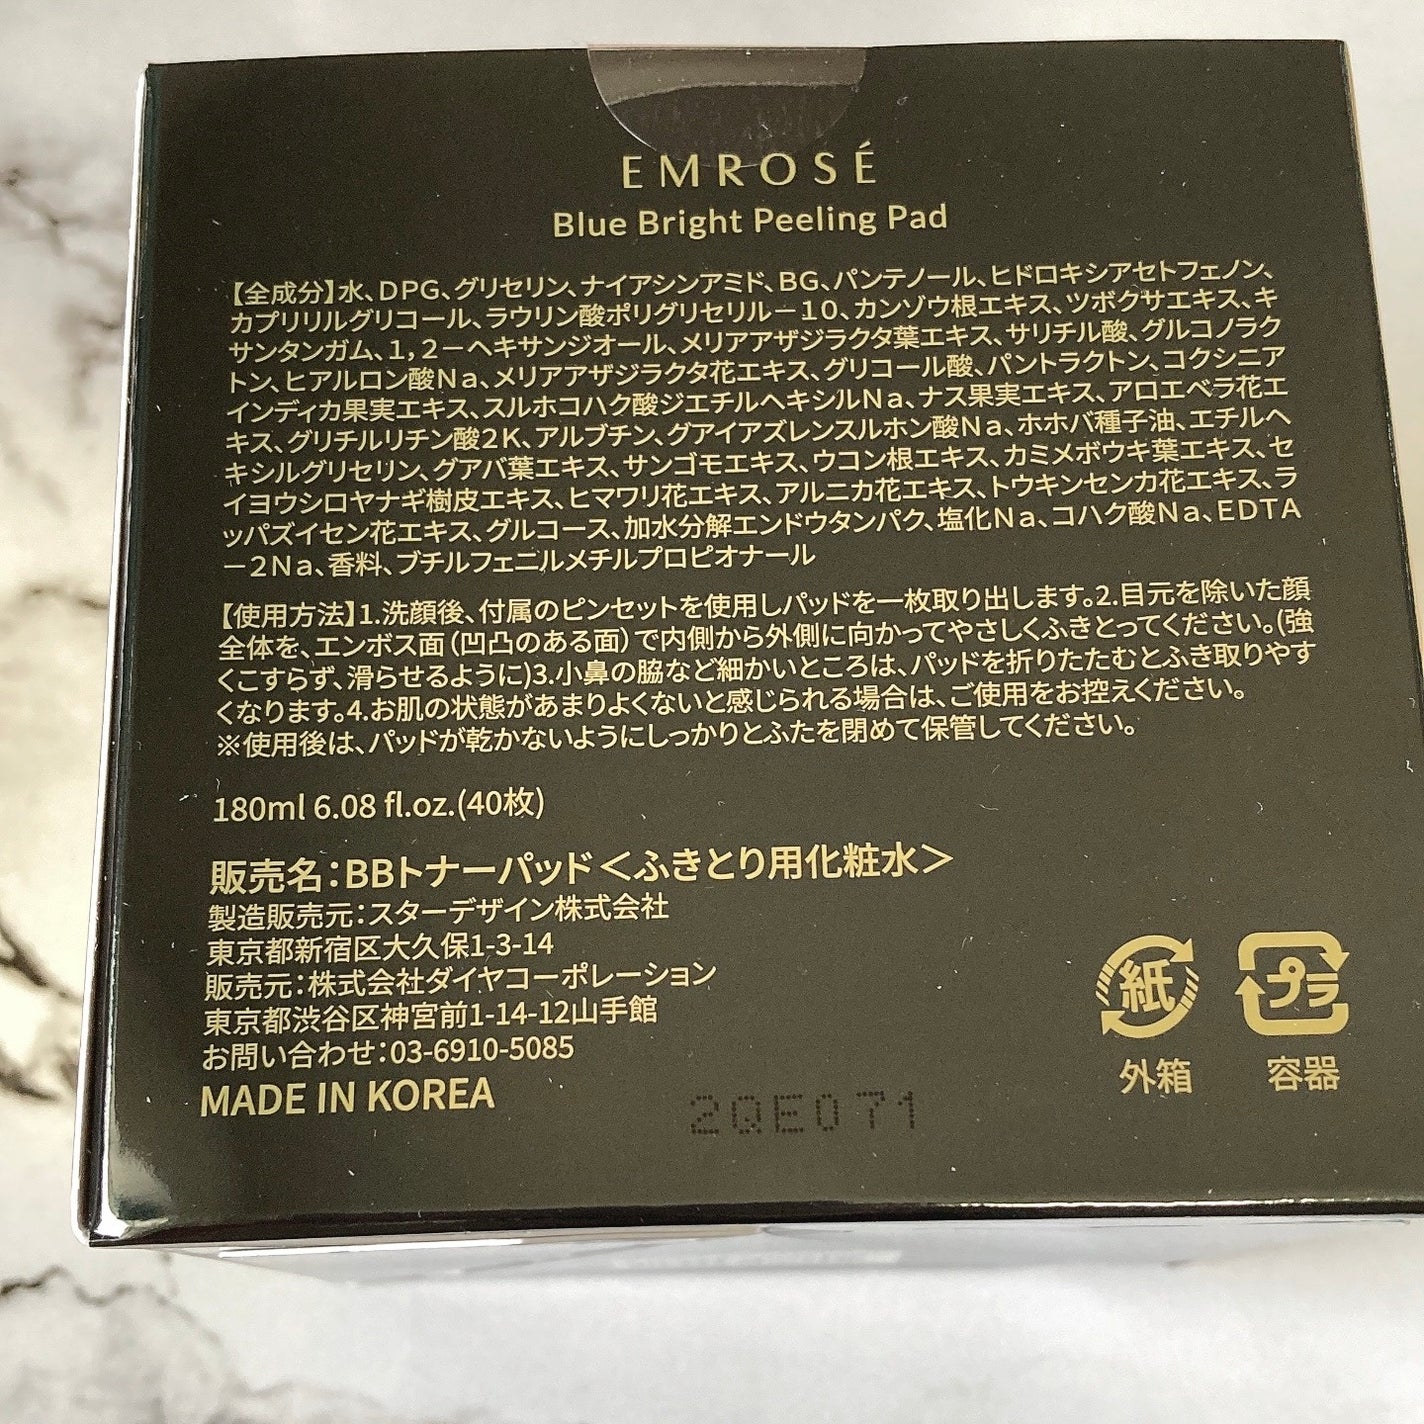 EMROSÉ
Blue Bright Peeling Pad
【全成分】水、DPG、グリセリン、ナイアシンアミド、BG、パンテノール、ヒドロキシアセトフェノン、
カプリリルグリコール、ラウリン酸ポリグリセリル－10、カンゾウ根エキス、ツボクサエキス、キ
サンタンガム、1，2－ヘキサンジオール、メリアアザジラクタ葉エキス、サリチル酸、グルコノラク
トン、ヒアルロン酸Na、メリアアザジラクタ花エキス、グリコール酸、パントラクトン、コクシニア
インディカ果実エキス、スルホコハク酸ジエチルヘキシルNa、ナス果実エキス、アロエベラ花エ
キス、グリチルリチン酸2K、アルブチン、グアイアズレンスルホン酸Na、ホホバ種子油、エチルヘ
キシルグリセリン、グアバ葉エキス、サンゴモエキス、ウコン根エキス、カミメボウキ葉エキス、セ
イヨウシロヤナギ樹皮エキス、ヒマワリ花エキス、アルニカ花エキス、トウキンセンカ花エキス、ラ
ッパズイセン花エキス、グルコース、加水分解エンドウタンパク、塩化Na、コハク酸Na、EDTA
－2Na、香料、ブチルフェニルメチルプロピオナール
【使用方法】1.洗顔後、付属のピンセットを使用しパッドを一枚取り出します。2.目元を除いた顔
全体を、エンボス面（凹凸のある面）で内側から外側に向かってやさしくふきとってください。(強
くこすらず、滑らせるように)3.小鼻の脇など細かいところは、パッドを折りたたむとふき取りやす
くなります。4.お肌の状態があまりよくないと感じられる場合は、ご使用をお控えください。
※使用後は、パッドが乾かないようにしっかりとふたを閉めて保管してください。
180ml 6.08 fl.oz.(40枚)
販売名：BBトナーパッド＜ふきとり用化粧水＞
製造販売元：スターデザイン株式会社
東京都新宿区大久保1-3-14
販売元：株式会社ダイヤコーポレーション
東京都渋谷区神宮前1-14-12山手館
お問い合わせ：03-6910-5085
MADE IN KOREA
紙
プラ
外箱
容器
2QE071